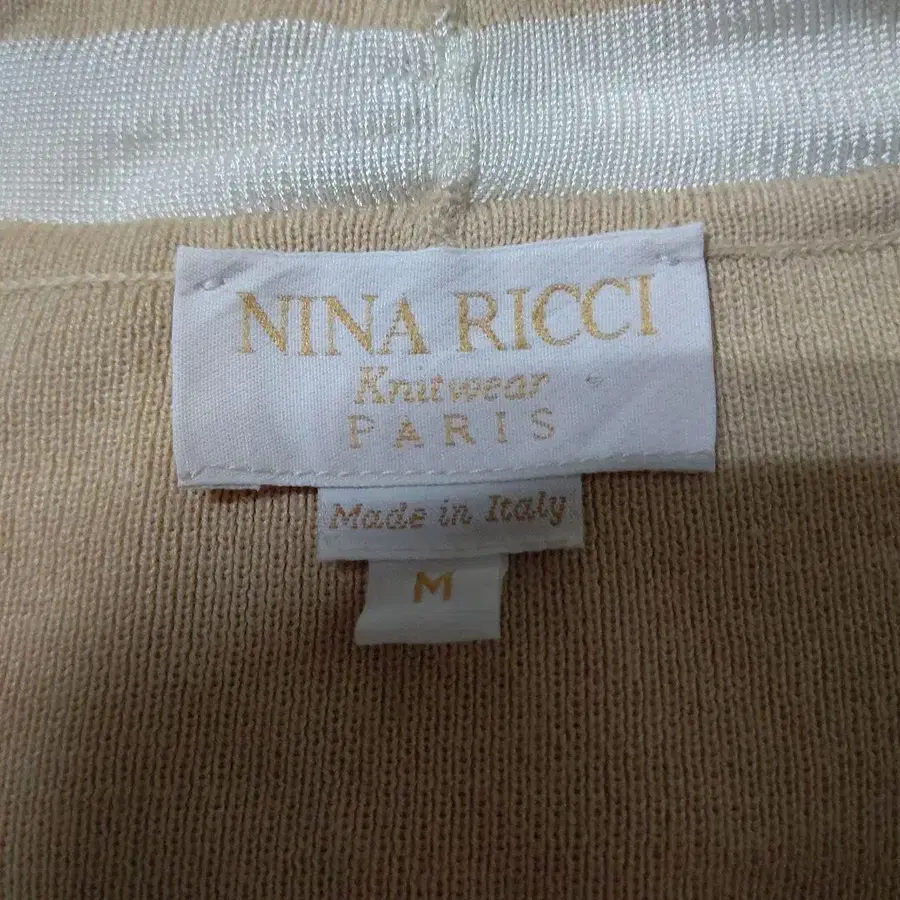 NINA RICCI
Knitwear
PARIS
Made in Italy
M